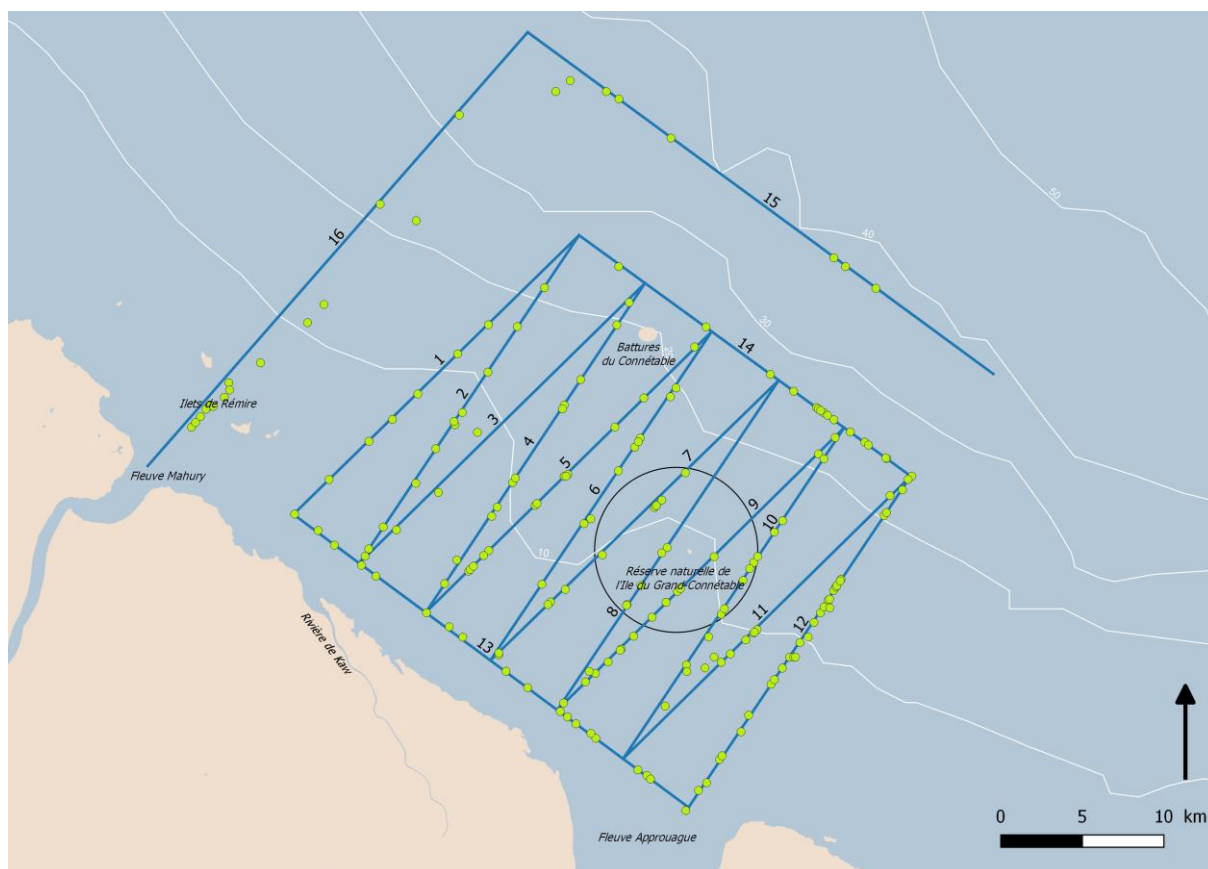 50
40
15
16
30
14
Battures
du Connétable
1
2
3
4
5
6
7
Ilets de Rémire
Fleuve Mahury
9
10
10
Réserve naturelle de
l'Ile du Grand-Connétable
8
11
12
13
Rivière de Kaw
0 5 10 km
Fleuve Approuague